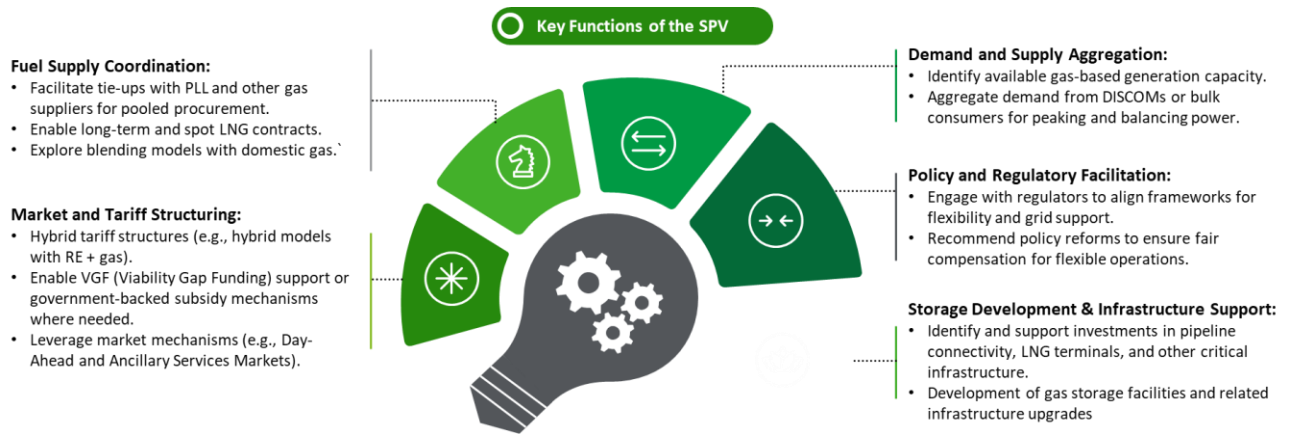 Key Functions of the SPV
Fuel Supply Coordination:
• Facilitate tie-ups with PLL and other gas
suppliers for pooled procurement.
• Enable long-term and spot LNG contracts.
• Explore blending models with domestic gas.`
Market and Tariff Structuring:
• Hybrid tariff structures (e.g., hybrid models
with RE + gas).
• Enable VGF (Viability Gap Funding) support or
government-backed subsidy mechanisms
where needed.
• Leverage market mechanisms (e.g., Day-
Ahead and Ancillary Services Markets).
Demand and Supply Aggregation:
• Identify available gas-based generation capacity.
• Aggregate demand from DISCOMs or bulk
consumers for peaking and balancing power.
Policy and Regulatory Facilitation:
• Engage with regulators to align frameworks for
flexibility and grid support.
• Recommend policy reforms to ensure fair
compensation for flexible operations.
Storage Development & Infrastructure Support:
• Identify and support investments in pipeline
connectivity, LNG terminals, and other critical
infrastructure.
• Development of gas storage facilities and related
infrastructure upgrades